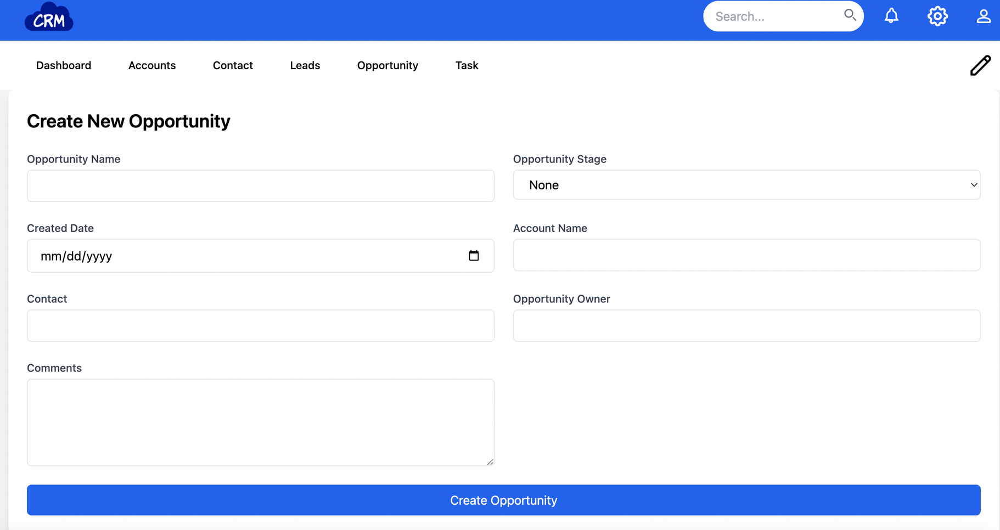 CRM
Search...
Dashboard Accounts Contact Leads Opportunity Task
Create New Opportunity
Opportunity Name
Opportunity Stage
None
Created Date
mm/dd/yyyy
Account Name
Contact
Opportunity Owner
Comments
Create Opportunity